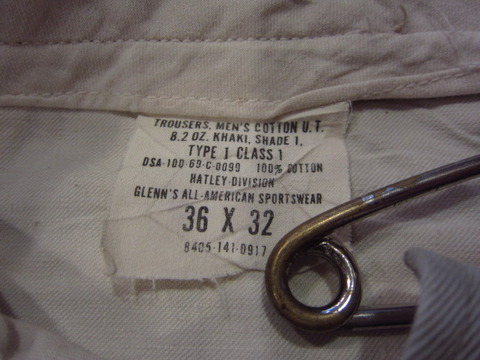 TROUSERS, MEN'S COTTON U.T.
8.2 OZ. KHAKI, SHADE 1,
TYPE I CLASS 1
DSA-100-69-C-0099 100% COTTON
HATLEY DIVISION
GLENN'S ALL-AMERICAN SPORTSWEAR
36 X 32
8405-141-0917